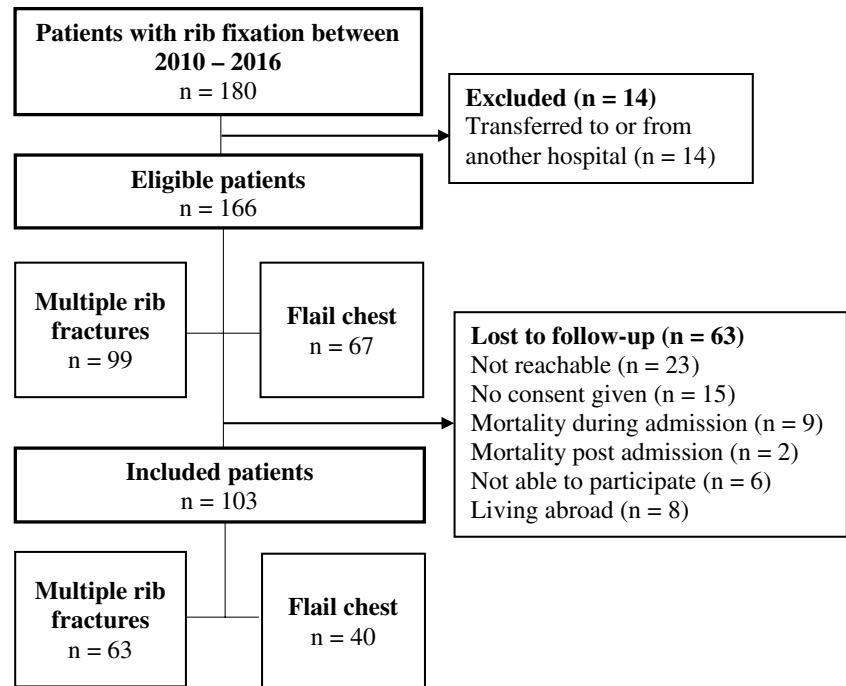 Patients with rib fixation between
2010 – 2016
n = 180
Excluded (n = 14)
Transferred to or from
another hospital (n = 14)
Eligible patients
n = 166
Multiple rib
fractures
n = 99
Flail chest
n = 67
Lost to follow-up (n = 63)
Not reachable (n = 23)
No consent given (n = 15)
Mortality during admission (n = 9)
Mortality post admission (n = 2)
Not able to participate (n = 6)
Living abroad (n = 8)
Included patients
n = 103
Multiple rib
fractures
n = 63
Flail chest
n = 40